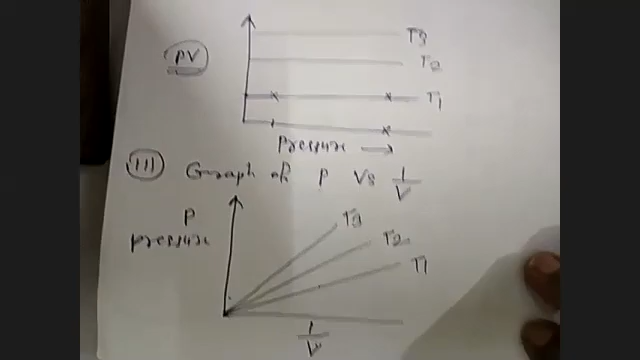 T3
PV
T2
T1
Pressure
III Graph of P Vs 1/V
P
pressure
T3
T2
T1
1/V